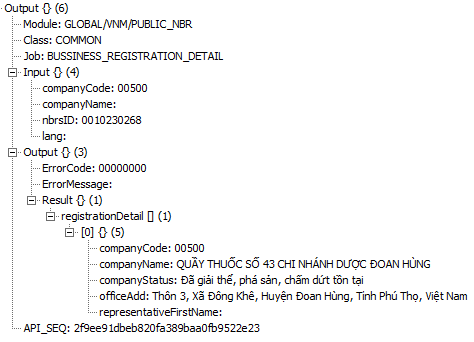 Output {} (6)
Module: GLOBAL/VNM/PUBLIC_NBR
Class: COMMON
Job: BUSSINESS_REGISTRATION_DETAIL
Input {} (4)
companyCode: 00500
companyName:
nbrsID: 0010230268
lang:
Output {} (3)
ErrorCode: 00000000
ErrorMessage:
Result {} (1)
registrationDetail [] (1)
[0] {} (5)
companyCode: 00500
companyName: QUẦY THUỐC SỐ 43 CHI NHÁNH DƯỢC ĐOAN HÙNG
companyStatus: Đã giải thể, phá sản, chấm dứt tồn tại
officeAdd: Thôn 3, Xã Đông Khê, Huyện Đoan Hùng, Tỉnh Phú Thọ, Việt Nam
representativeFirstName:
API_SEQ: 2f9ee91dbeb820fa389baa0fb9522e23